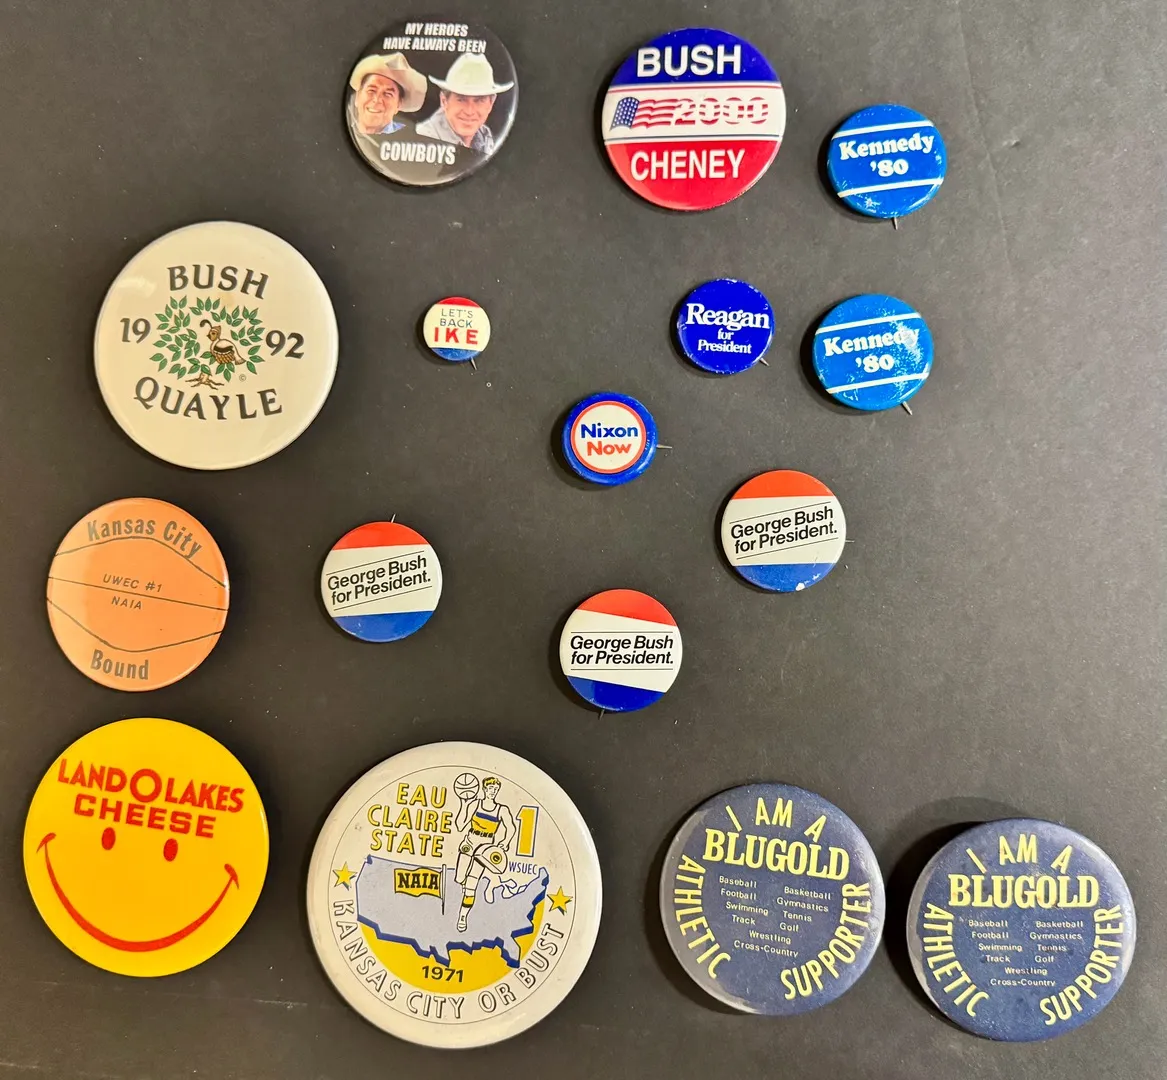 MY HEROES
HAVE ALWAYS BEEN
COWBOYS
BUSH
2000
CHENEY
Kennedy
'80
BUSH
19 92
QUAYLE
©
LET'S
BACK
IKE
Reagan
for
President
Kennedy
'80
Nixon
Now
George Bush
for President.
Kansas City
UWEC #1
NAIA
Bound
George Bush
for President.
George Bush
for President.
LAND O LAKES
CHEESE
EAU
CLAIRE
STATE
1
WSUEC
NAIA
1971
KANSAS CITY OR BUST
I AM A
BLUGOLD
Baseball Basketball
Football Gymnastics
Swimming Tennis
Track Golf
Wrestling
Cross-Country
ATHLETIC SUPPORTER
I AM A
BLUGOLD
Baseball Basketball
Football Gymnastics
Swimming Tennis
Track Golf
Wrestling
Cross-Country
ATHLETIC SUPPORTER